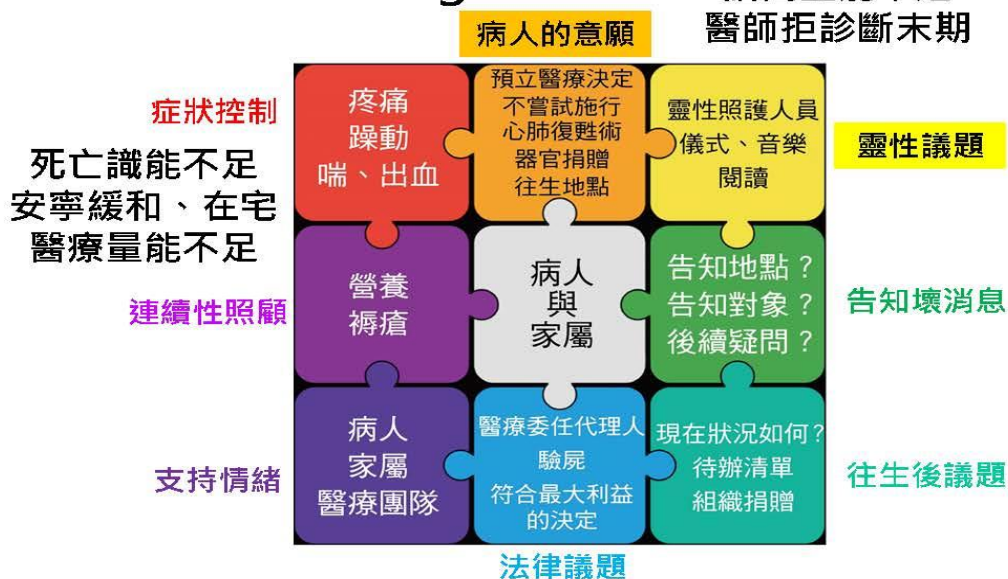 病人的意願
醫師拒診斷末期
症狀控制
死亡識能不足
安寧緩和、在宅
醫療量能不足
疼痛
躁動
喘、出血
預立醫療決定
不嘗試施行
心肺復甦術
器官捐贈
往生地點
靈性照護人員
儀式、音樂
閱讀
靈性議題
連續性照顧
營養
褥瘡
病人
與
家屬
告知地點？
告知對象？
後續疑問？
告知壞消息
支持情緒
病人
家屬
醫療團隊
醫療委任代理人
驗屍
符合最大利益
的決定
現在狀況如何?
待辦清單
組織捐贈
往生後議題
法律議題